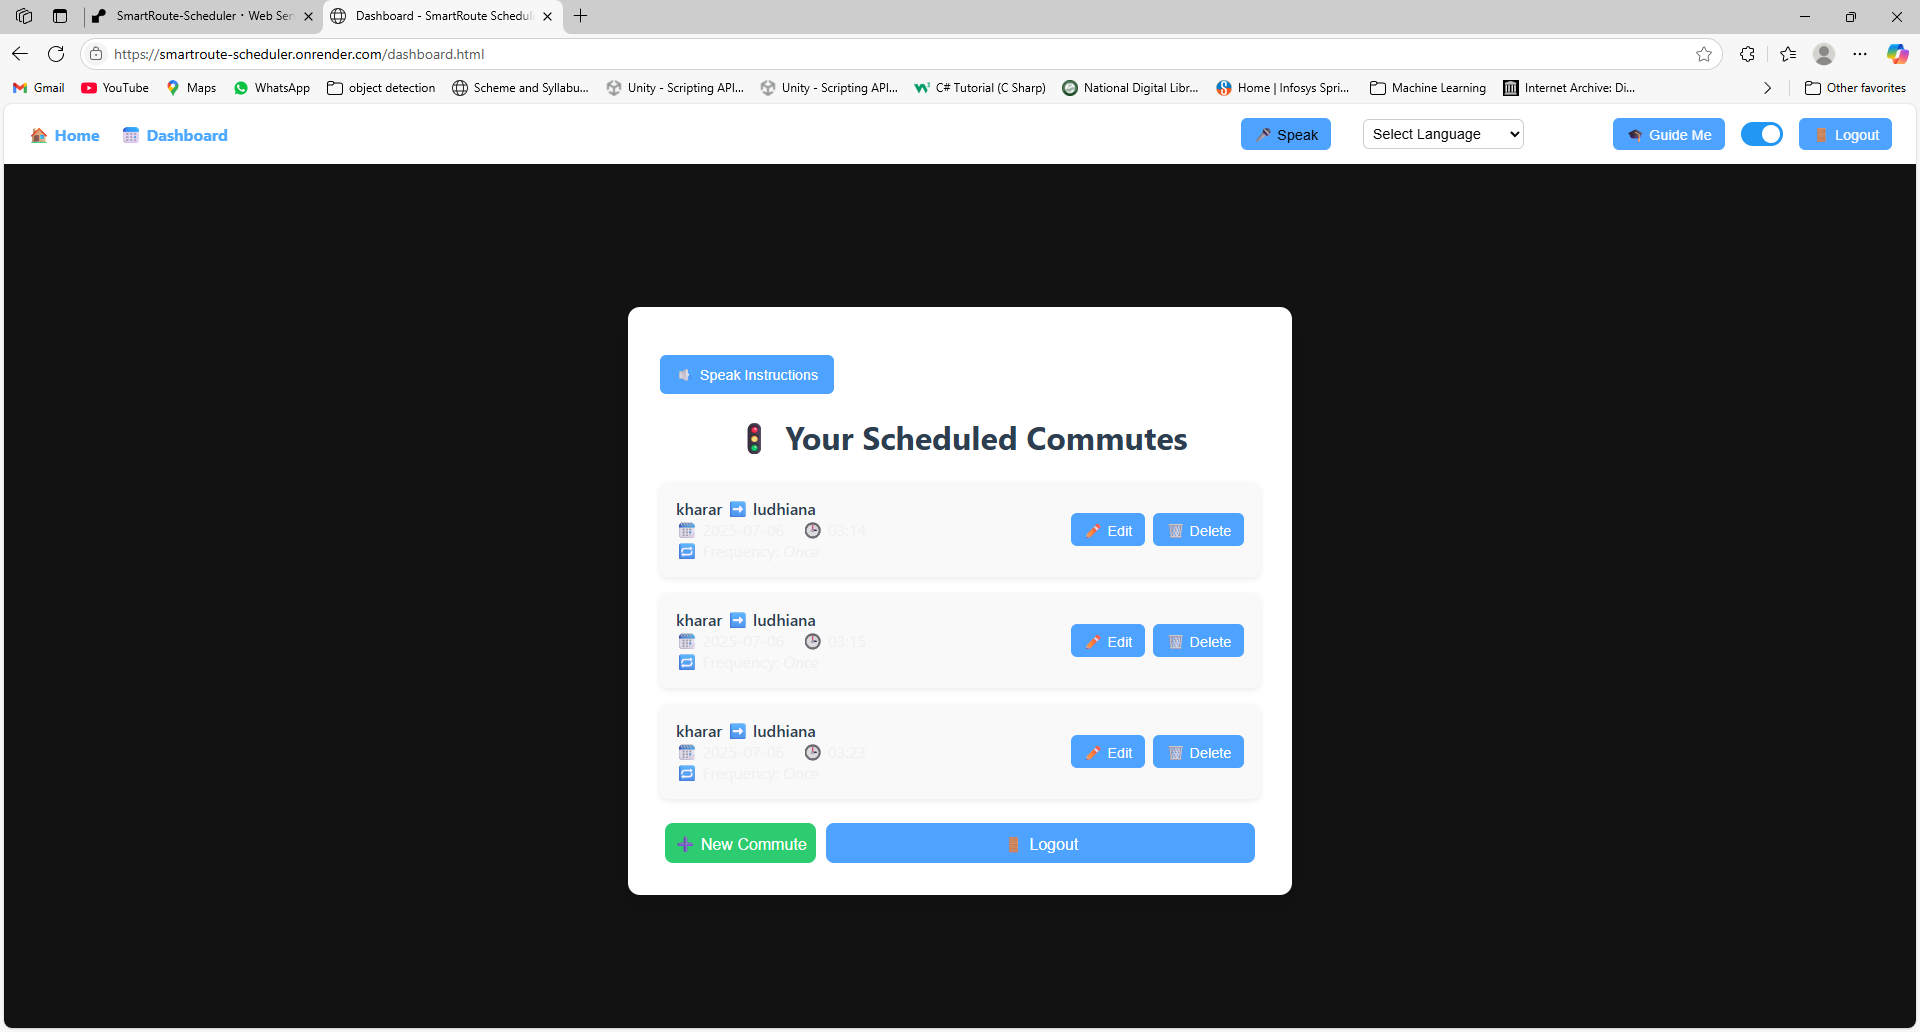 SmartRoute-Scheduler · Web Ser
Dashboard - SmartRoute Schedul
https://smartroute-scheduler.onrender.com/dashboard.html
Gmail
YouTube
Maps
WhatsApp
object detection
Scheme and Syllabu...
Unity - Scripting API...
Unity - Scripting API...
C# Tutorial (C Sharp)
National Digital Libr...
Home | Infosys Spri...
Machine Learning
Internet Archive: Di...
Other favorites
Home
Dashboard
Speak
Select Language
Guide Me
Logout
Speak Instructions
Your Scheduled Commutes
kharar ➡️ ludhiana
2025-07-06 03:14
Frequency: Once
Edit
Delete
kharar ➡️ ludhiana
2025-07-06 03:15
Frequency: Once
Edit
Delete
kharar ➡️ ludhiana
2025-07-06 03:23
Frequency: Once
Edit
Delete
New Commute
Logout